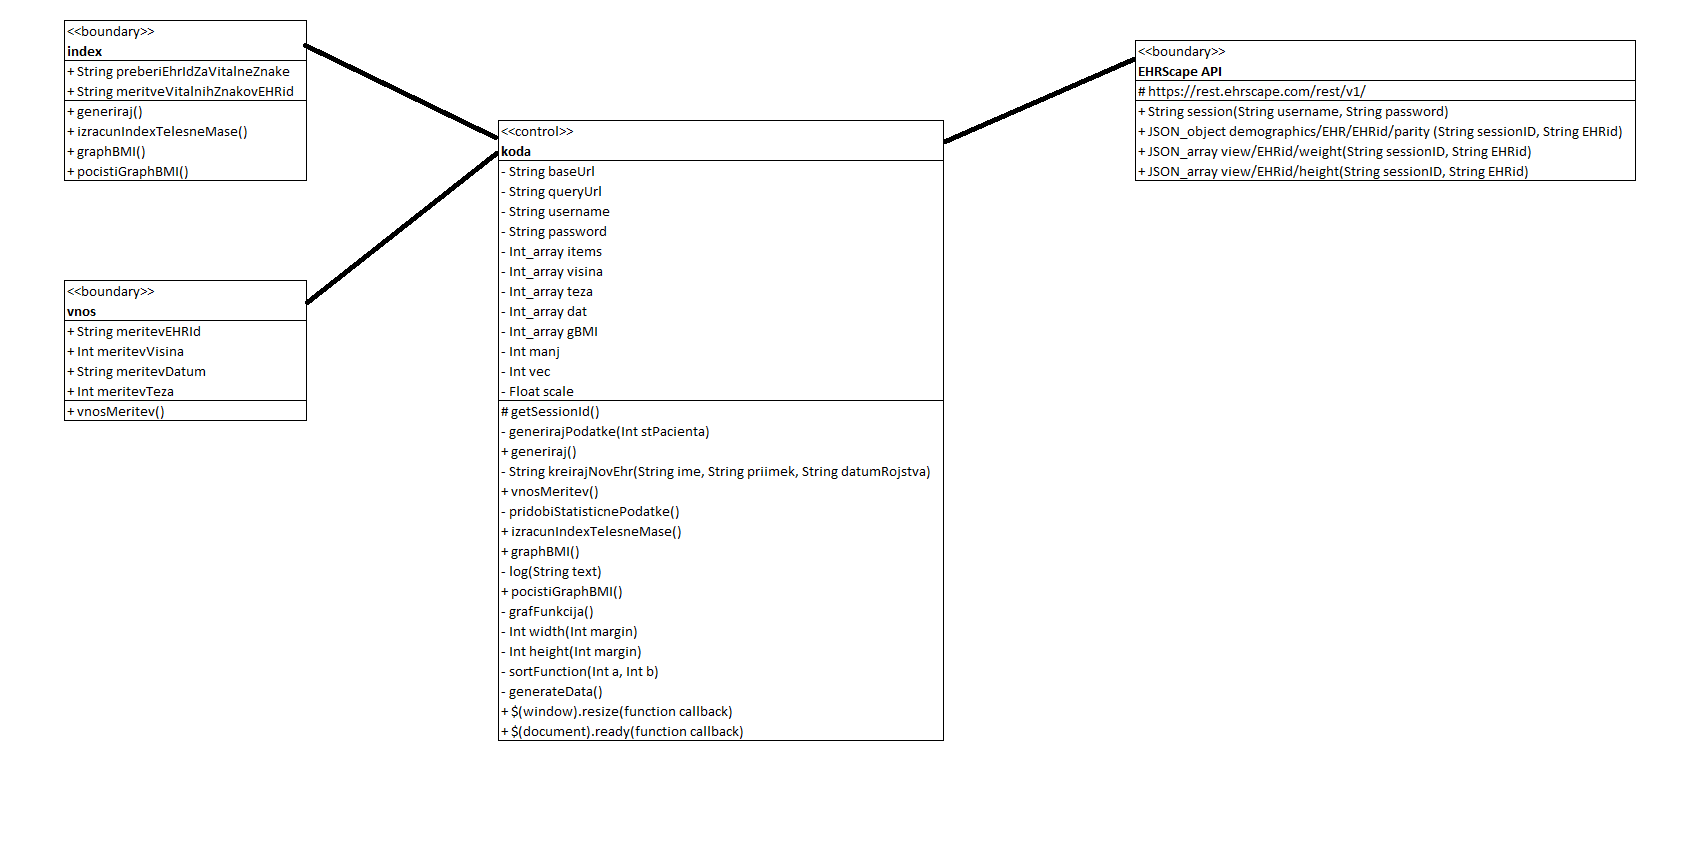 <<boundary>>
index
+ String preberiEhrIdZaVitalneZnake
+ String meritveVitalnihZnakovEHRid
+ generiraj()
+ izracunIndexTelesneMase()
+ graphBMI()
+ pocistiGraphBMI()
<<boundary>>
vnos
+ String meritevEHRId
+ Int meritevVisina
+ String meritevDatum
+ Int meritevTeza
+ vnosMeritev()
<<control>>
koda
- String baseUrl
- String queryUrl
- String username
- String password
- Int_array items
- Int_array visina
- Int_array teza
- Int_array dat
- Int_array gBMI
- Int manj
- Int vec
- Float scale
# getSessionId()
- generirajPodatke(Int stPacienta)
+ generiraj()
- String kreirajNovEhr(String ime, String priimek, String datumRojstva)
+ vnosMeritev()
- pridobiStatisticnePodatke()
+ izracunIndexTelesneMase()
+ graphBMI()
- log(String text)
+ pocistiGraphBMI()
- grafFunkcija()
- Int width(Int margin)
- Int height(Int margin)
- sortFunction(Int a, Int b)
- generateData()
+ $(window).resize(function callback)
+ $(document).ready(function callback)
<<boundary>>
EHRScape API
# https://rest.ehrscape.com/rest/v1/
+ String session(String username, String password)
+ JSON_object demographics/EHR/EHRid/parity (String sessionID, String EHRid)
+ JSON_array view/EHRid/weight(String sessionID, String EHRid)
+ JSON_array view/EHRid/height(String sessionID, String EHRid)